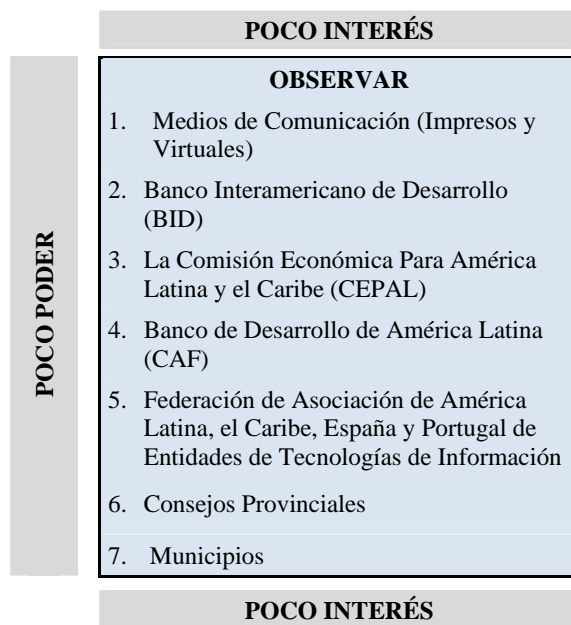 POCO INTERÉS
POCO PODER
OBSERVAR
1. Medios de Comunicación (Impresos y
Virtuales)
2. Banco Interamericano de Desarrollo
(BID)
3. La Comisión Económica Para América
Latina y el Caribe (CEPAL)
4. Banco de Desarrollo de América Latina
(CAF)
5. Federación de Asociación de América
Latina, el Caribe, España y Portugal de
Entidades de Tecnologías de Información
6. Consejos Provinciales
7. Municipios
POCO INTERÉS